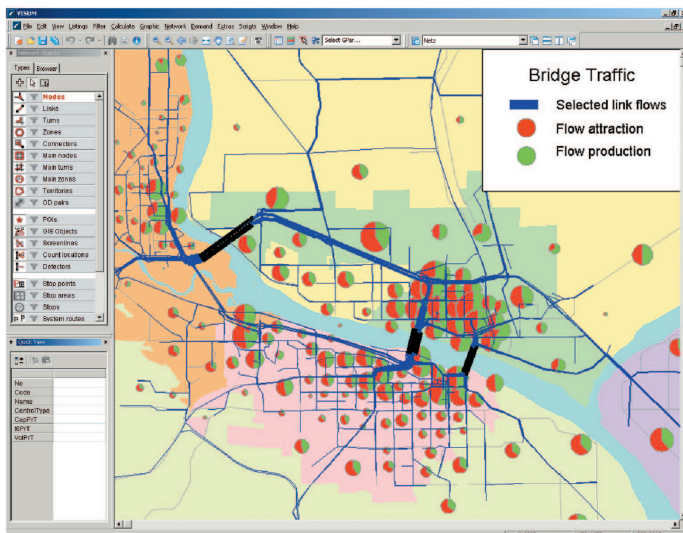 VISUM
File Edit View Listings Filter Calculate Graphic Network Demand Extras Scripts Window Help
Select GPar...
Netz
Types Browser
Nodes
Links
Turns
Zones
Connectors
Main nodes
Main turns
Main zones
Territories
OD pairs
POIs
GIS Objects
Screenlines
Count locations
Detectors
Stop points
Stop areas
Stops
System routes
Quick View
No
Code
Name
ControlType
CapPrT
VolPrT
Bridge Traffic
Selected link flows
Flow attraction
Flow production